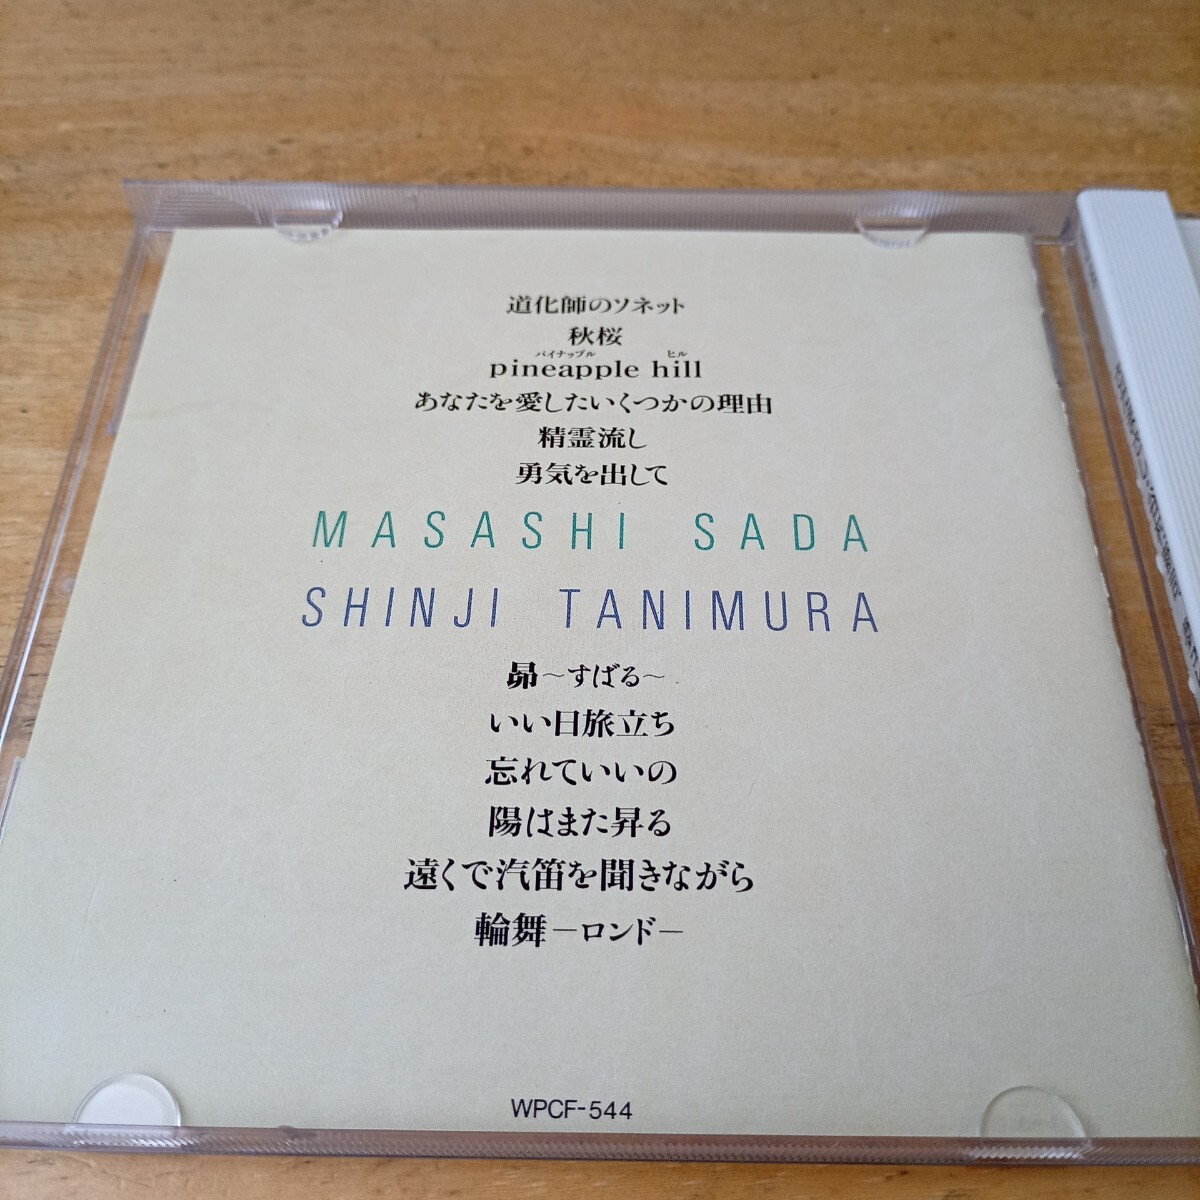 道化師のソネット
秋桜
パイナップル ヒル
pineapple hill
あなたを愛したいくつかの理由
精霊流し
勇気を出して
MASASHI SADA
SHINJI TANIMURA
昴～すばる～
いい日旅立ち
忘れていいの
陽はまた昇る
遠くで汽笛を聞きながら
輪舞―ロンド―
WPCF-544